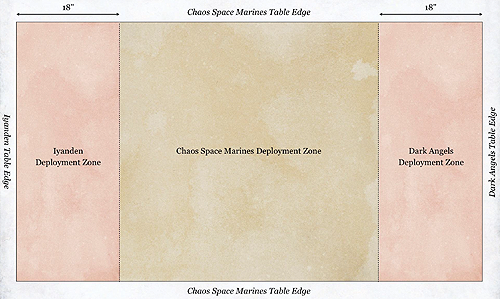 18"
Chaos Space Marines Table Edge
18"
Iyanden Table Edge
Iyanden
Deployment Zone
Chaos Space Marines Deployment Zone
Dark Angels
Deployment Zone
Dark Angels Table Edge
Chaos Space Marines Table Edge